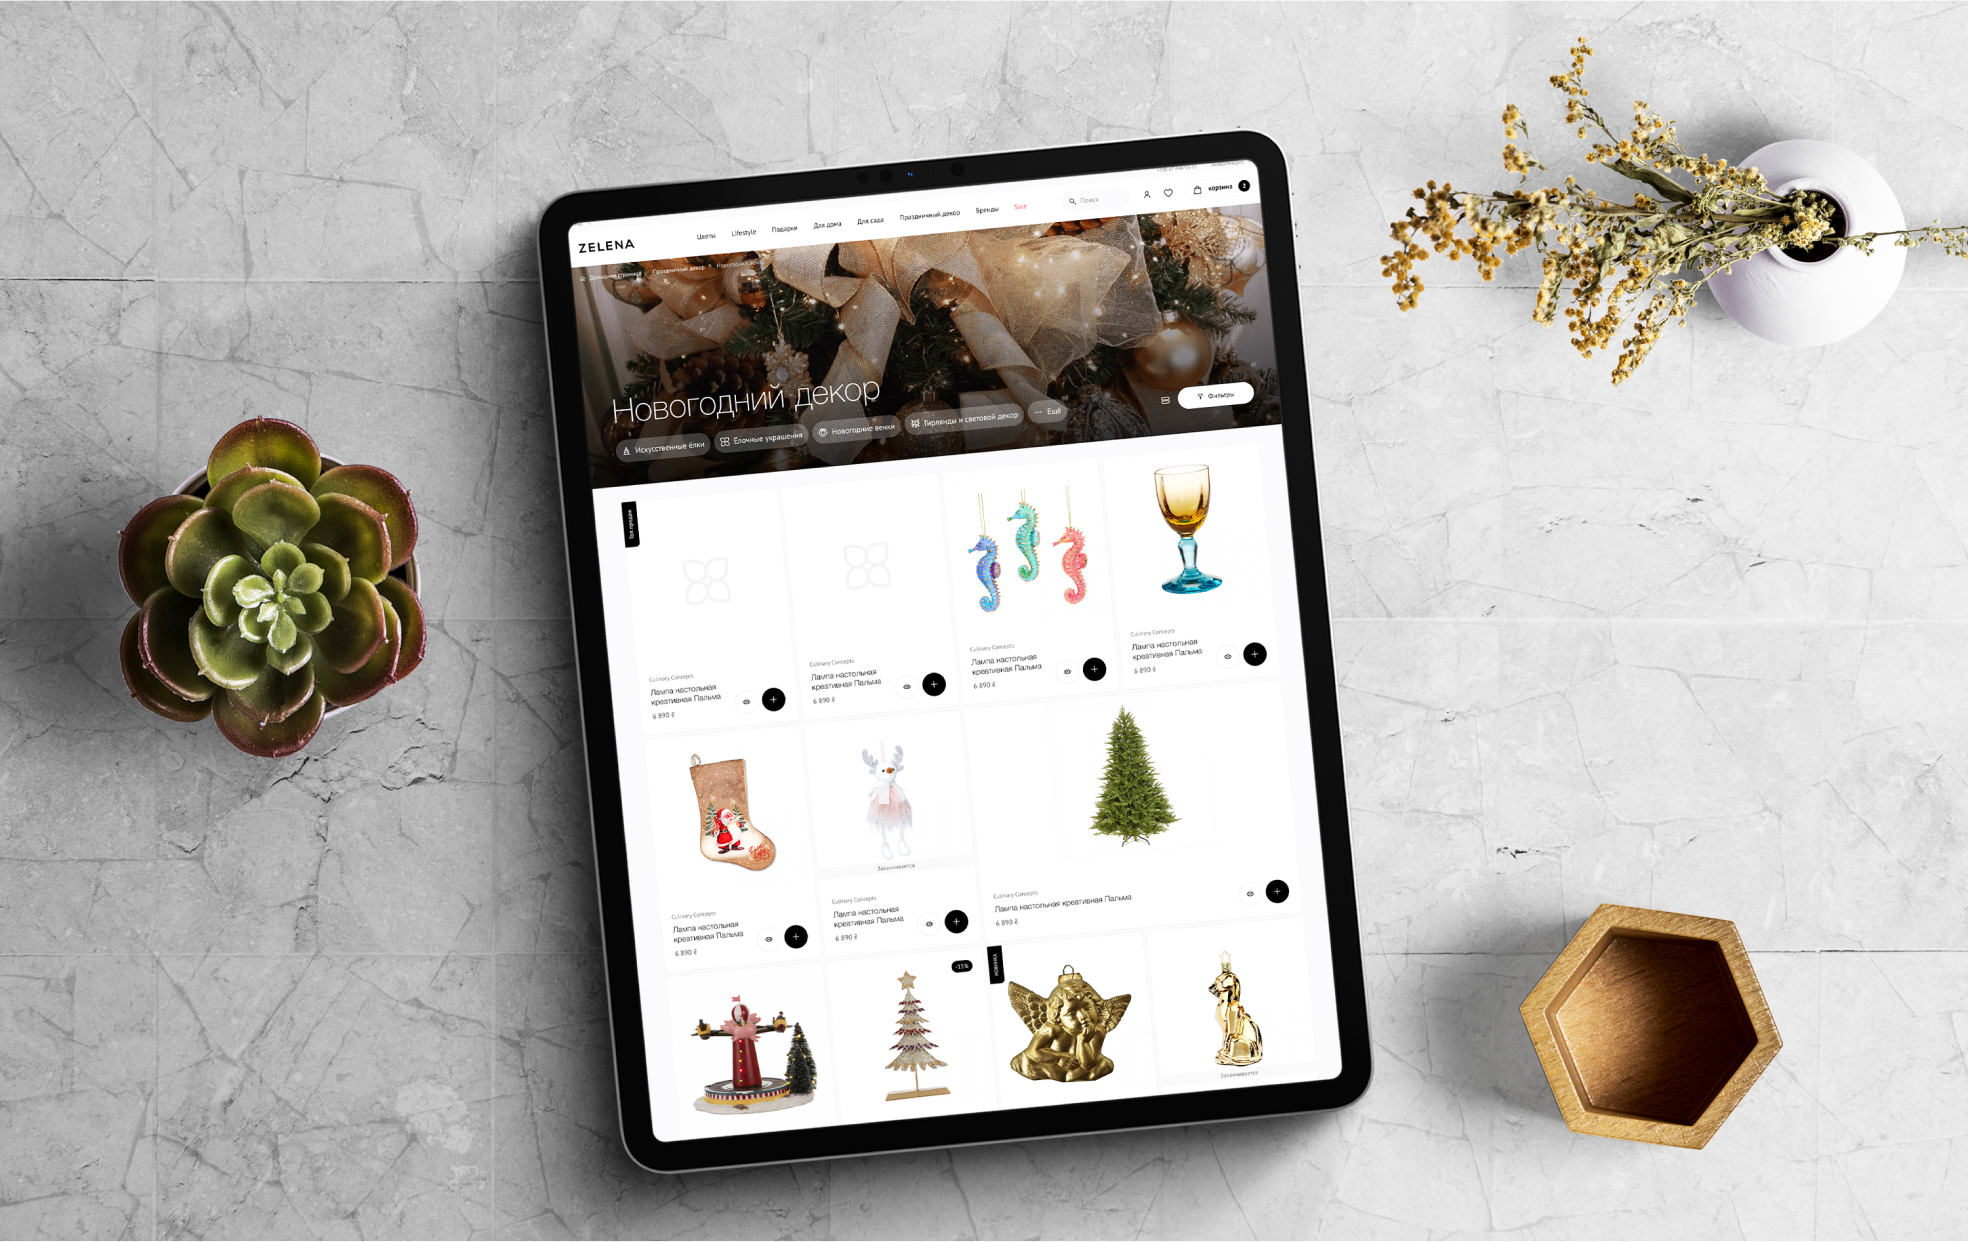 ZELENA
Цветы
Lifestyle
Подарки
Для дома
Для сада
Праздничный декор
Бренды
Sale
Поиск
корзина
2
Домашняя страница
Праздничный декор
Новогодний декор
Новогодний декор
Искусственные ёлки
Ёлочные украшения
Новогодние венки
Гирлянды и световой декор
Ещё
Фильтры
Топ продаж
Culinary Concepts
Лампа настольная
креативная Пальма
6 890 ₴
Culinary Concepts
Лампа настольная
креативная Пальма
6 890 ₴
Culinary Concepts
Лампа настольная
креативная Пальма
6 890 ₴
Culinary Concepts
Лампа настольная
креативная Пальма
6 890 ₴
Culinary Concepts
Лампа настольная
креативная Пальма
6 890 ₴
Заканчивается
Culinary Concepts
Лампа настольная
креативная Пальма
6 890 ₴
Culinary Concepts
Лампа настольная креативная Пальма
6 890 ₴
-15%
НОВИНКА
Заканчивается